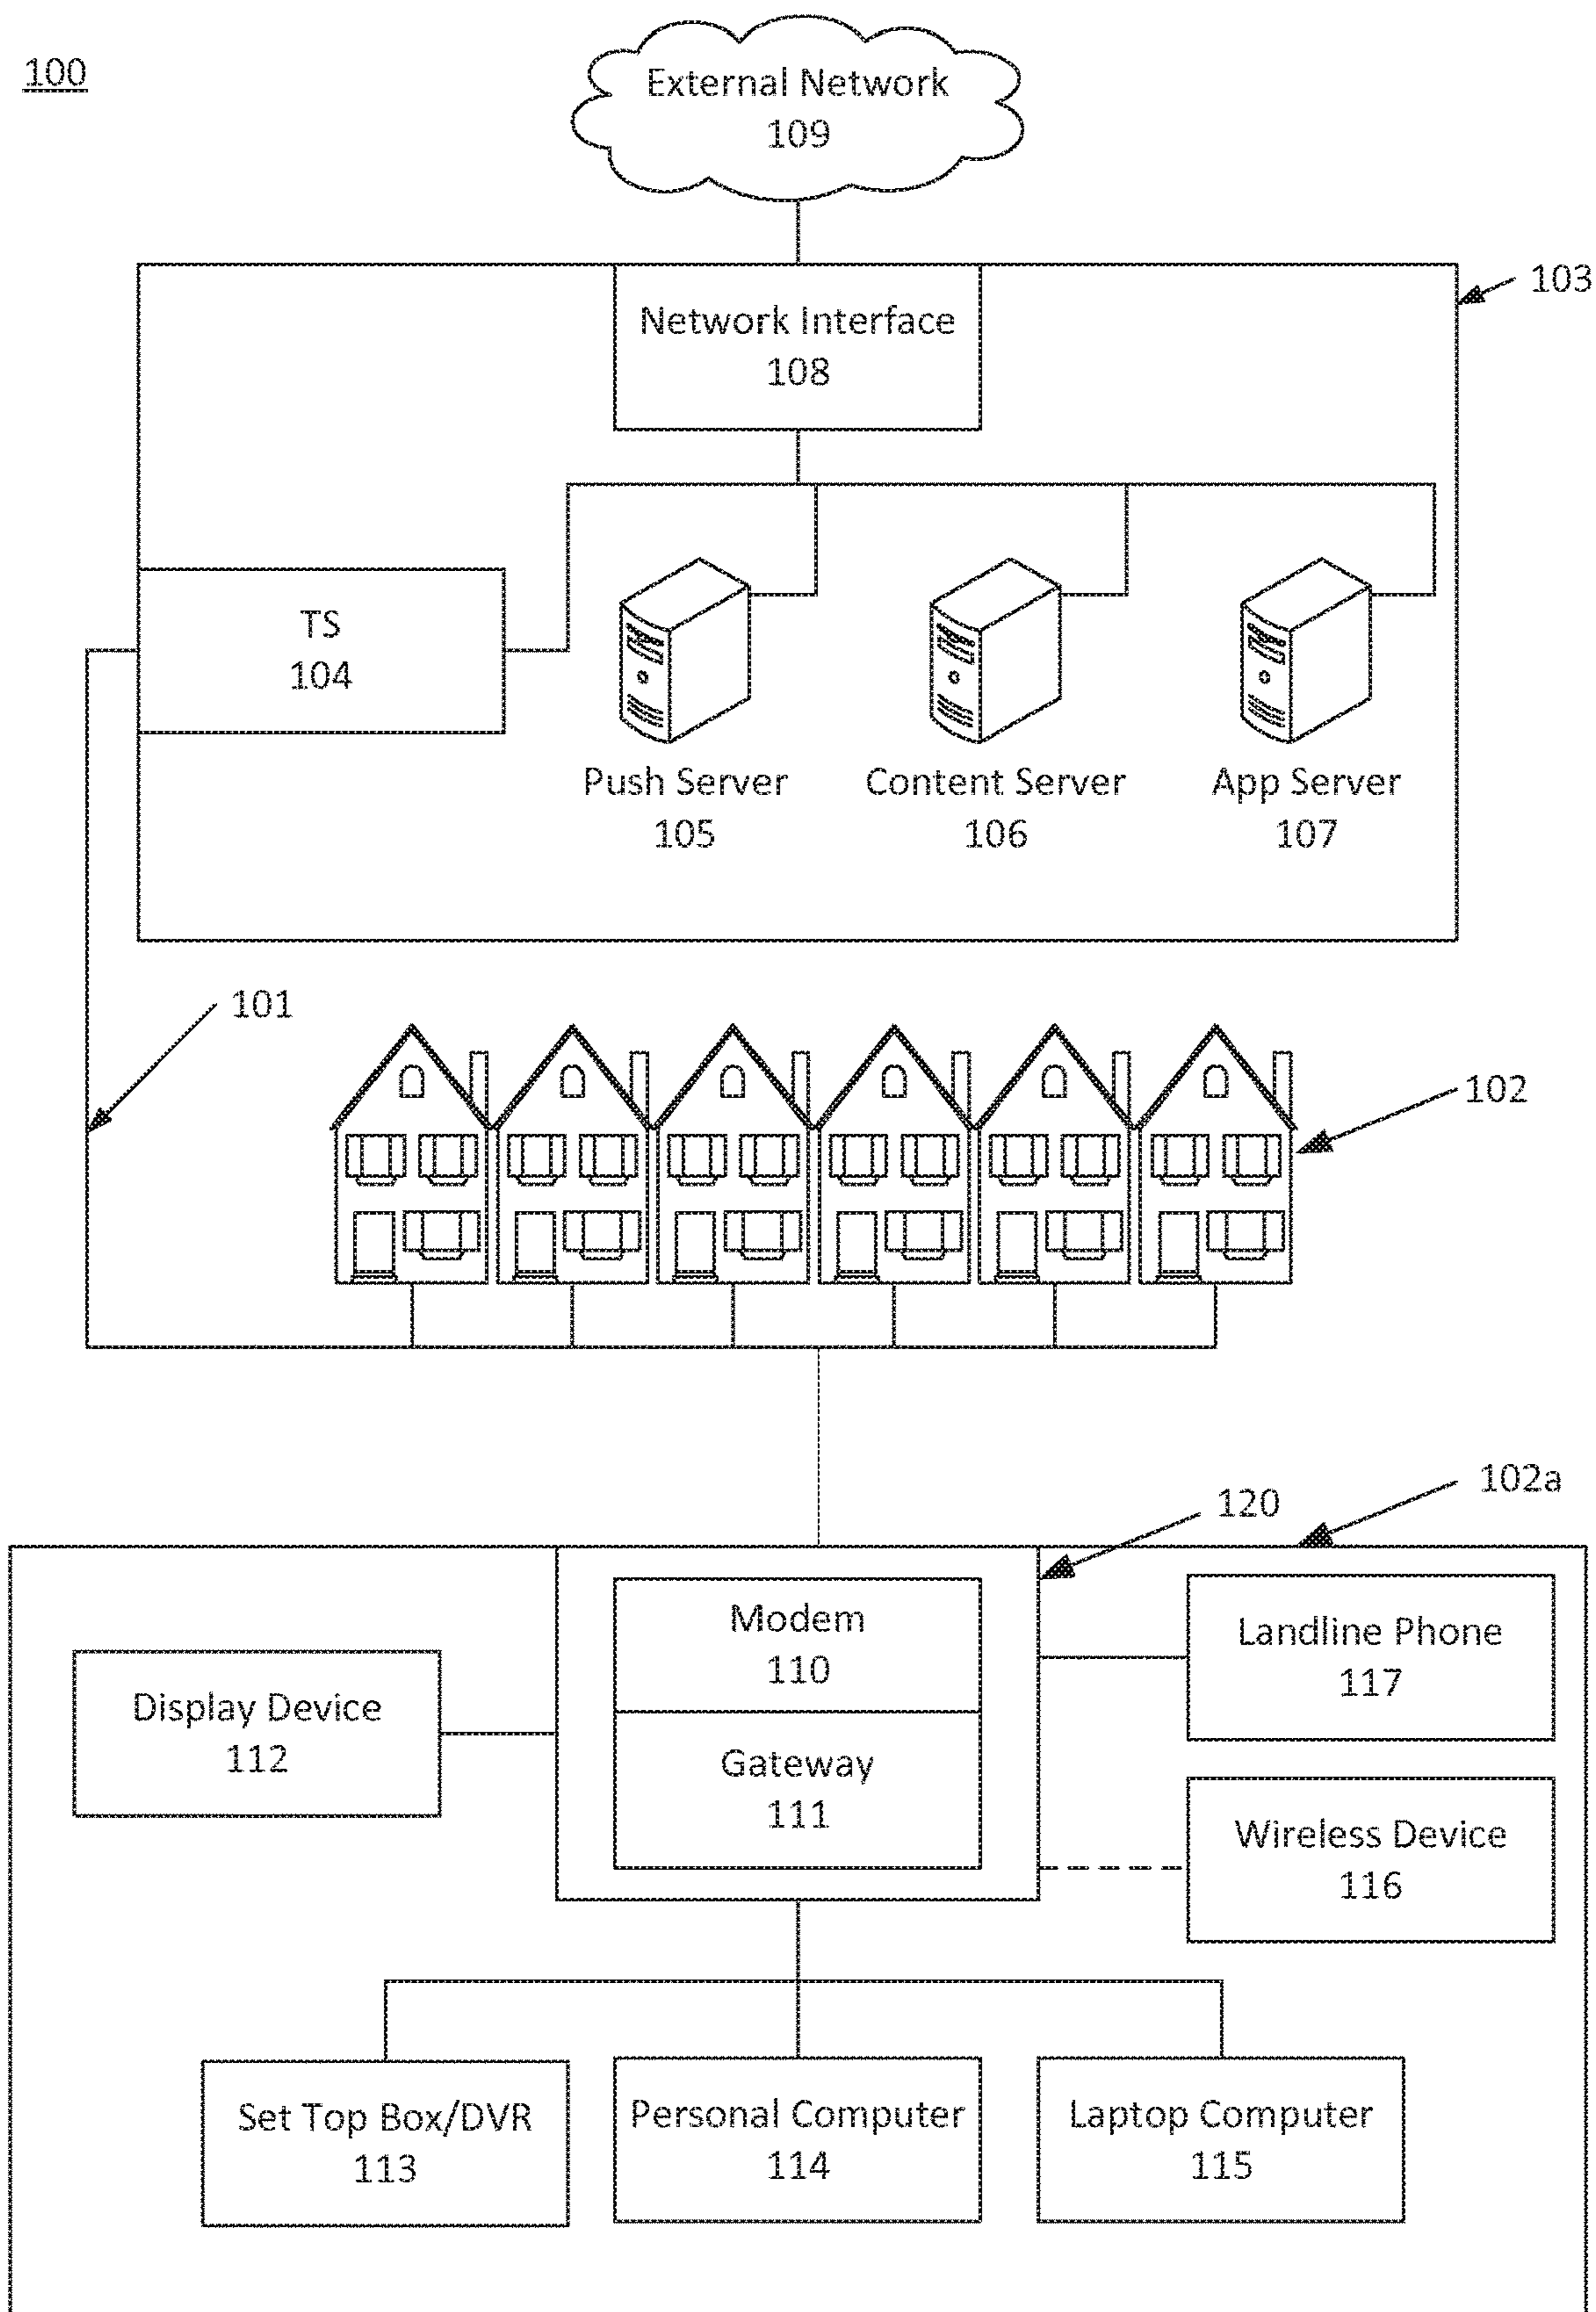 100
External Network
109
103
Network Interface
108
TS
104
Push Server
105
Content Server
106
App Server
107
101
102
102a
120
Modem
110
Landline Phone
117
Display Device
112
Gateway
111
Wireless Device
116
Set Top Box/DVR
113
Personal Computer
114
Laptop Computer
115